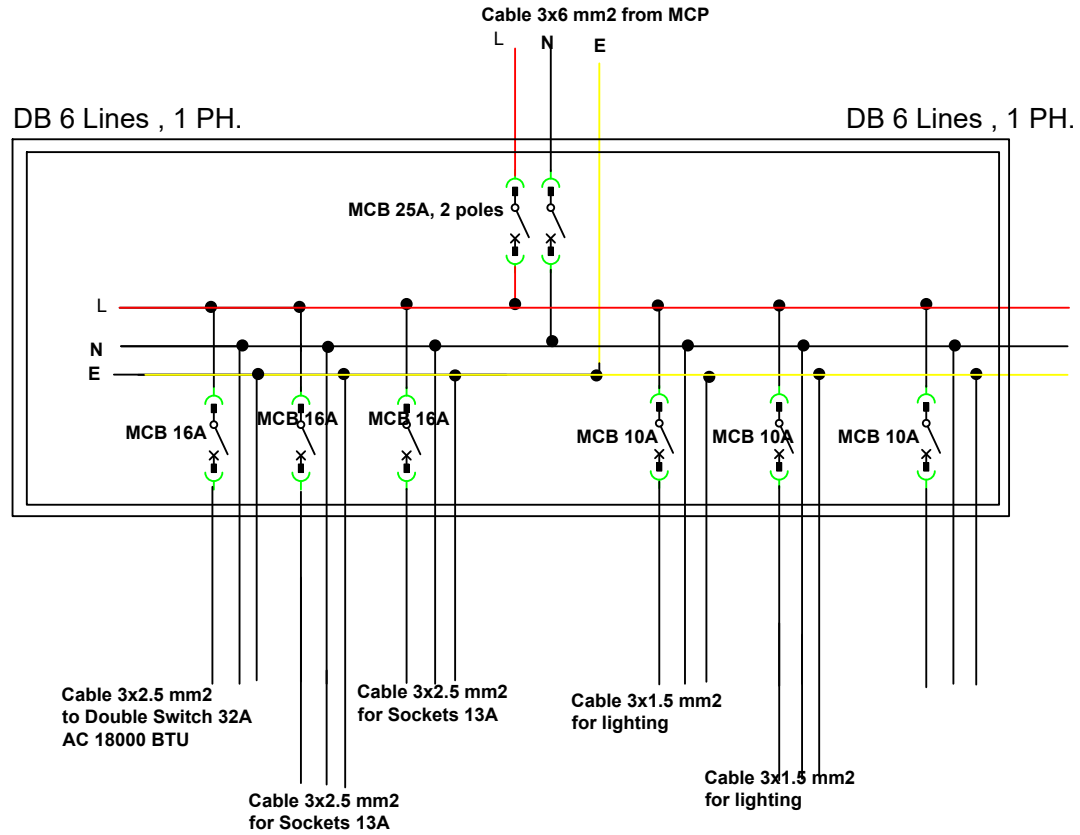 Cable 3x6 mm2 from MCP
L N E
DB 6 Lines , 1 PH.
DB 6 Lines , 1 PH.
MCB 25A, 2 poles
L
N
E
MCB 16A
MCB 16A
MCB 16A
MCB 10A
MCB 10A
MCB 10A
Cable 3x2.5 mm2
to Double Switch 32A
AC 18000 BTU
Cable 3x2.5 mm2
for Sockets 13A
Cable 3x2.5 mm2
for Sockets 13A
Cable 3x1.5 mm2
for lighting
Cable 3x1.5 mm2
for lighting